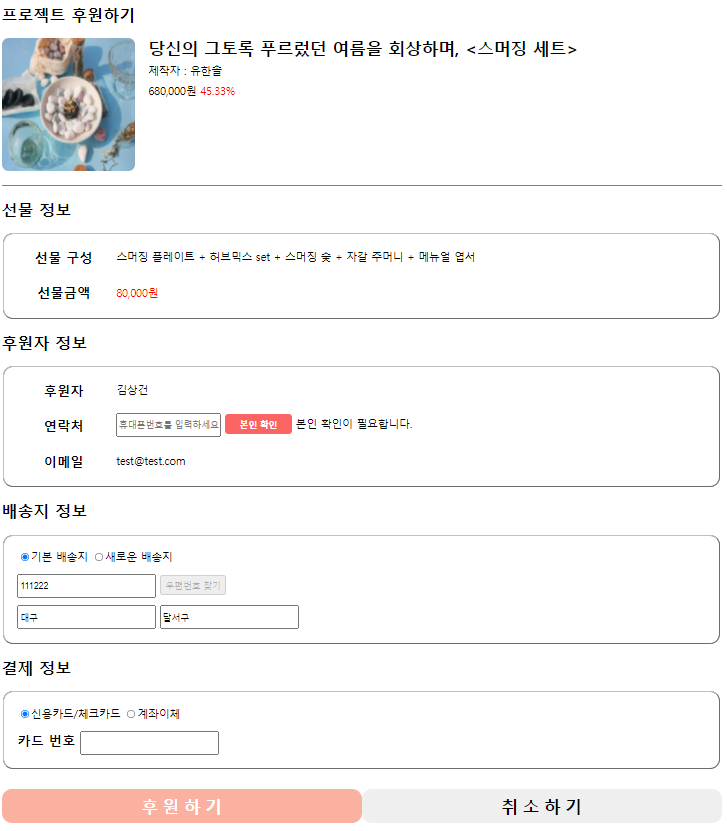 프로젝트 후원하기
당신의 그토록 푸르렀던 여름을 회상하며, <스머징 세트>
제작자 : 유한솔
680,000원 45.33%
선물 정보
선물 구성 스머징 플레이트 + 허브믹스 set + 스머징 숯 + 자갈 주머니 + 메뉴얼 엽서
선물금액 80,000원
후원자 정보
후원자 김상건
연락처 휴대폰번호를 입력하세요 본인 확인 본인 확인이 필요합니다.
이메일 test@test.com
배송지 정보
기본 배송지 새로운 배송지
111222 우편번호 찾기
대구 달서구
결제 정보
신용카드/체크카드 계좌이체
카드 번호
후 원 하 기 취 소 하 기